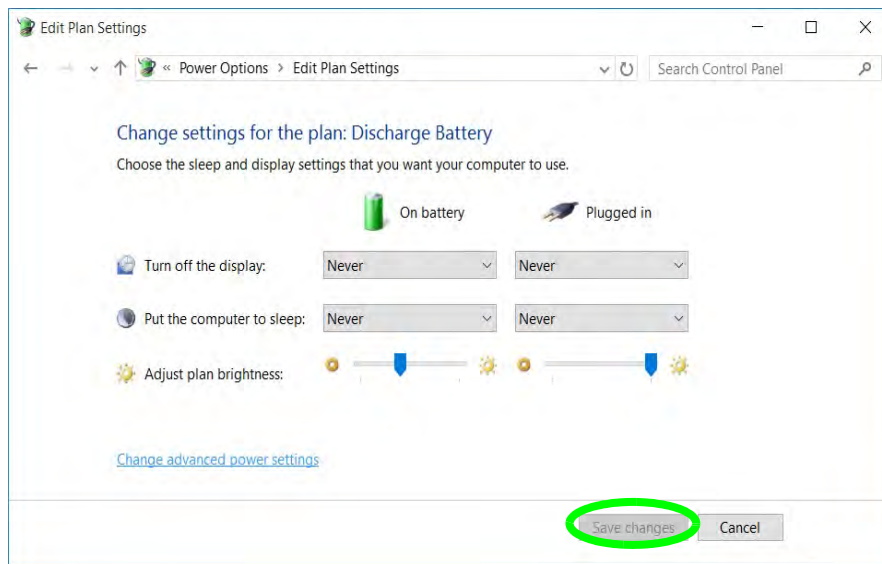 Edit Plan Settings
« Power Options > Edit Plan Settings
Search Control Panel
Change settings for the plan: Discharge Battery
Choose the sleep and display settings that you want your computer to use.
On battery Plugged in
Turn off the display: Never Never
Put the computer to sleep: Never Never
Adjust plan brightness:
Change advanced power settings
Save changes Cancel